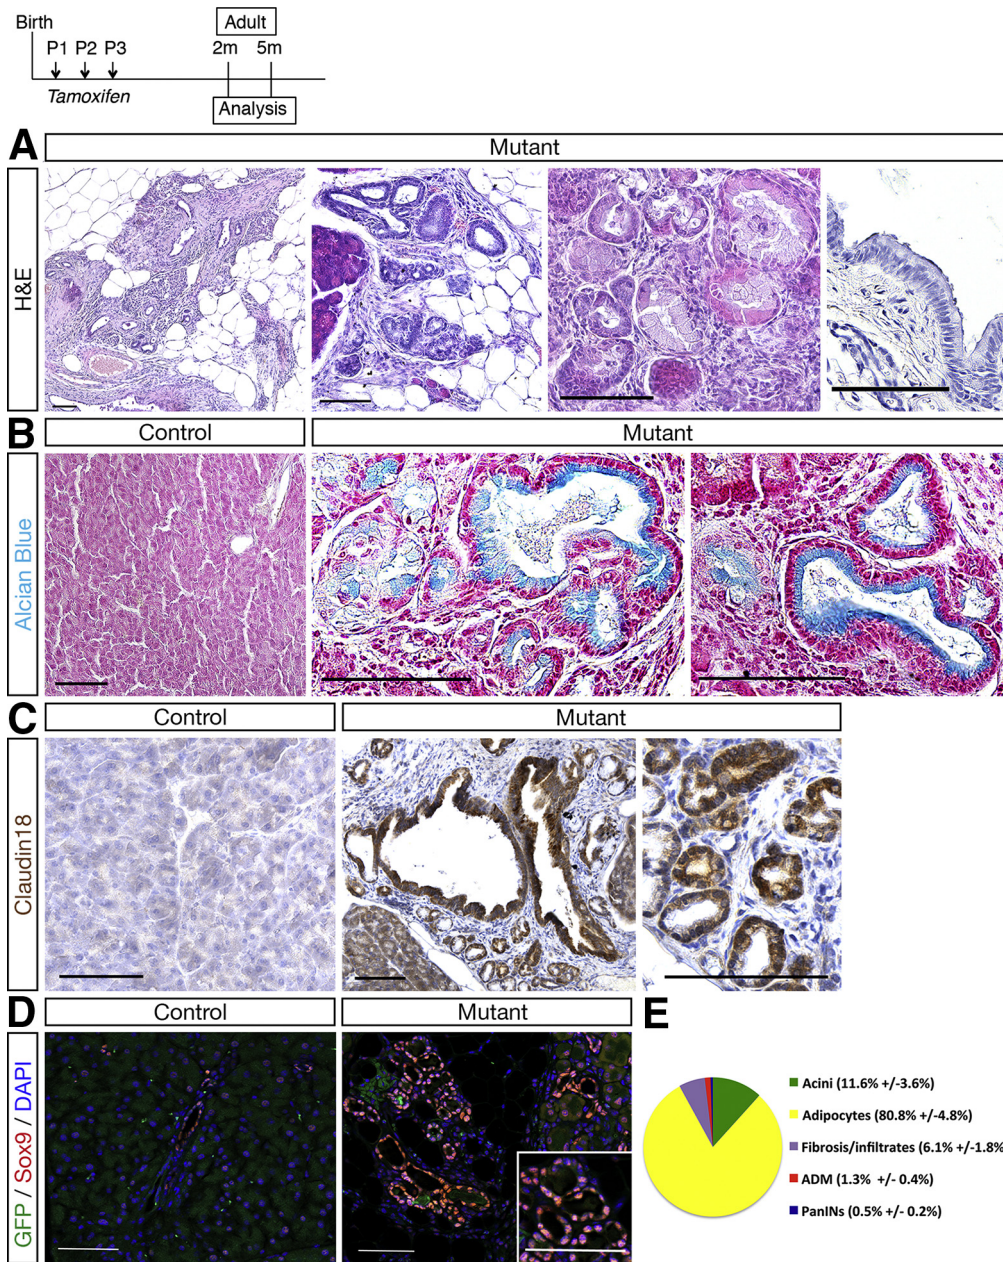 Birth
Adult
P1 P2 P3
2m 5m
Tamoxifen
Analysis
A
Mutant
H&E
B
Control
Mutant
Alcian Blue
C
Control
Mutant
Claudin18
D
Control
Mutant
GFP / Sox9 / DAPI
E
Acini (11.6% +/-3.6%)
Adipocytes (80.8% +/-4.8%)
Fibrosis/infiltrates (6.1% +/-1.8%
ADM (1.3% +/- 0.4%)
PanINs (0.5% +/- 0.2%)